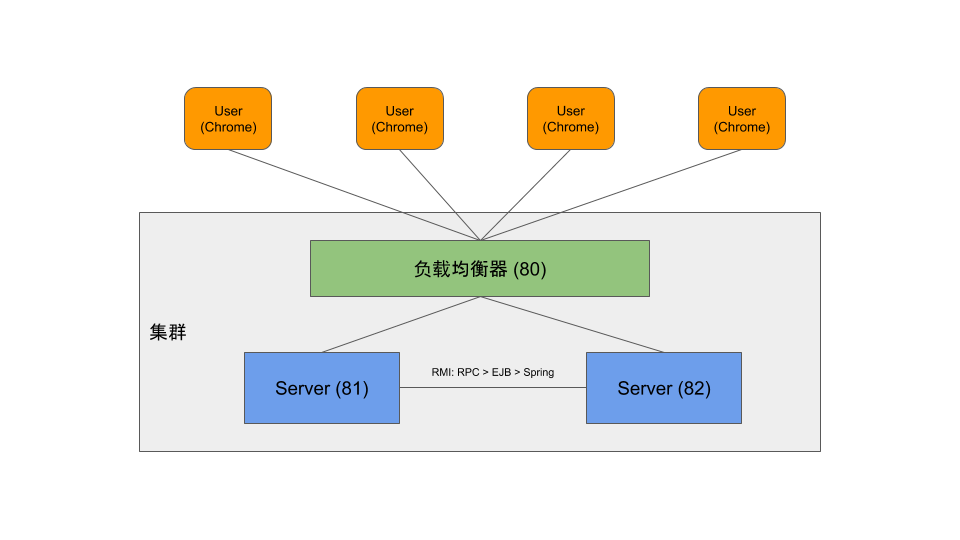 User
(Chrome)
User
(Chrome)
User
(Chrome)
User
(Chrome)
负载均衡器 (80)
集群
RMI: RPC > EJB > Spring
Server (81)
Server (82)